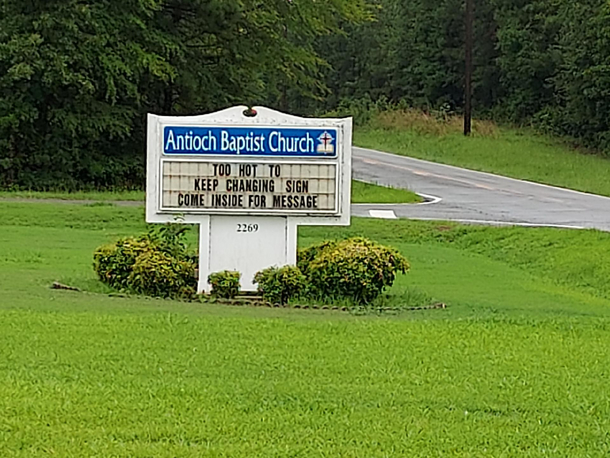 Antioch Baptist Church
TOO HOT TO
KEEP CHANGING SIGN
COME INSIDE FOR MESSAGE
2269